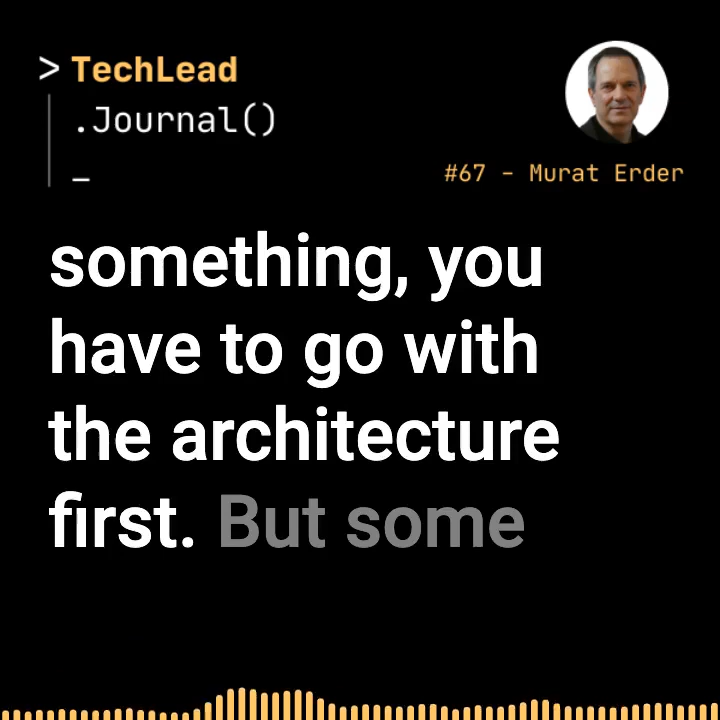 > TechLead
.Journal()
_
#67 - Murat Erder
something, you
have to go with
the architecture
first. But some